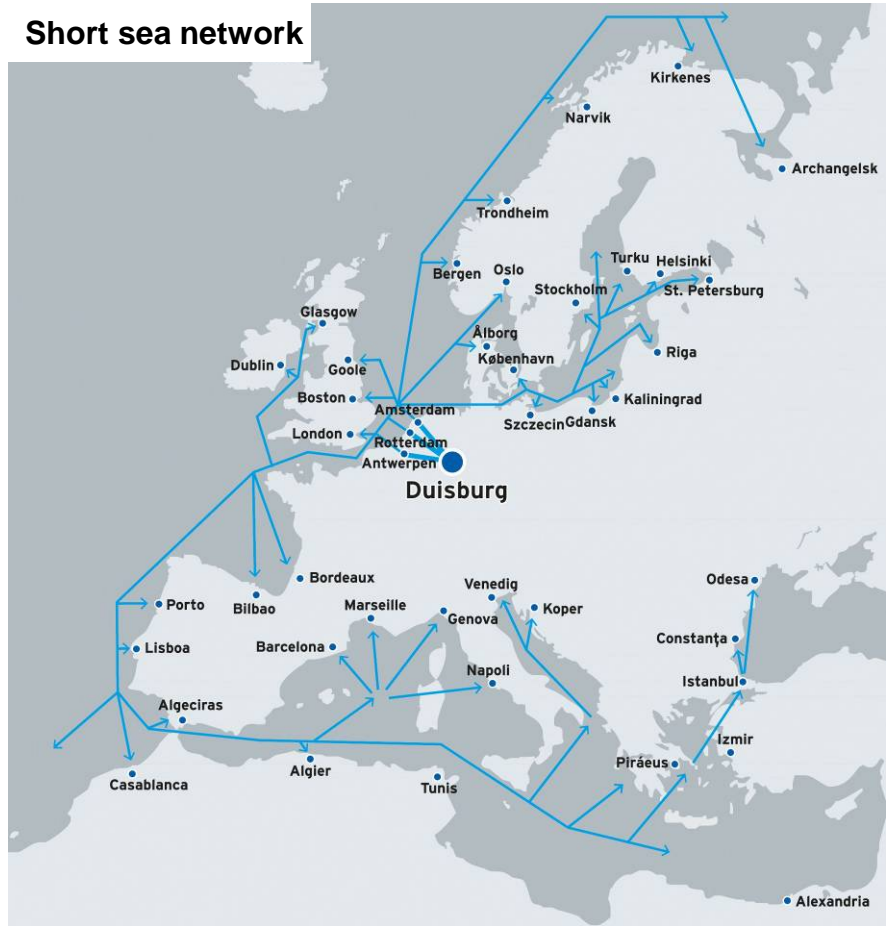 Short sea network
Kirkenes
Narvik
Archangelsk
Trondheim
Bergen
Oslo
Turku
Helsinki
Stockholm
St. Petersburg
Glasgow
Ålborg
Dublin
Goole
København
Riga
Boston
Amsterdam
Kaliningrad
Szczecin
Gdansk
London
Rotterdam
Antwerpen
Duisburg
Bordeaux
Venedig
Odesa
Porto
Bilbao
Marseille
Genova
Koper
Lisboa
Barcelona
Constanţa
Napoli
Istanbul
Algeciras
Izmir
Piráeus
Casablanca
Algier
Tunis
Alexandria